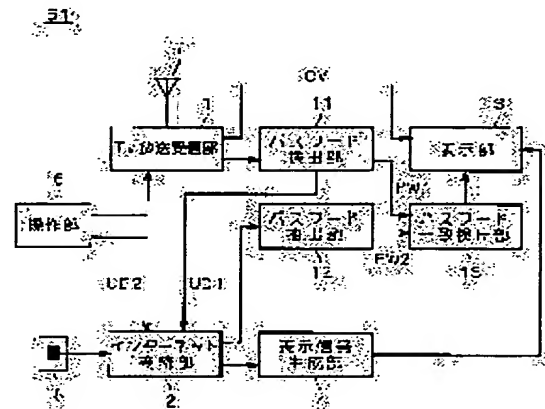 51
CV
1
11
3
TV放送受信部
パスワード
抽出部
表示部
6
PW1
操作部
パスワード
抽出部
パスワード
一致検出部
PW2
UD2
UD1
12
13
インターネット
接続部
表示信号
生成部
2